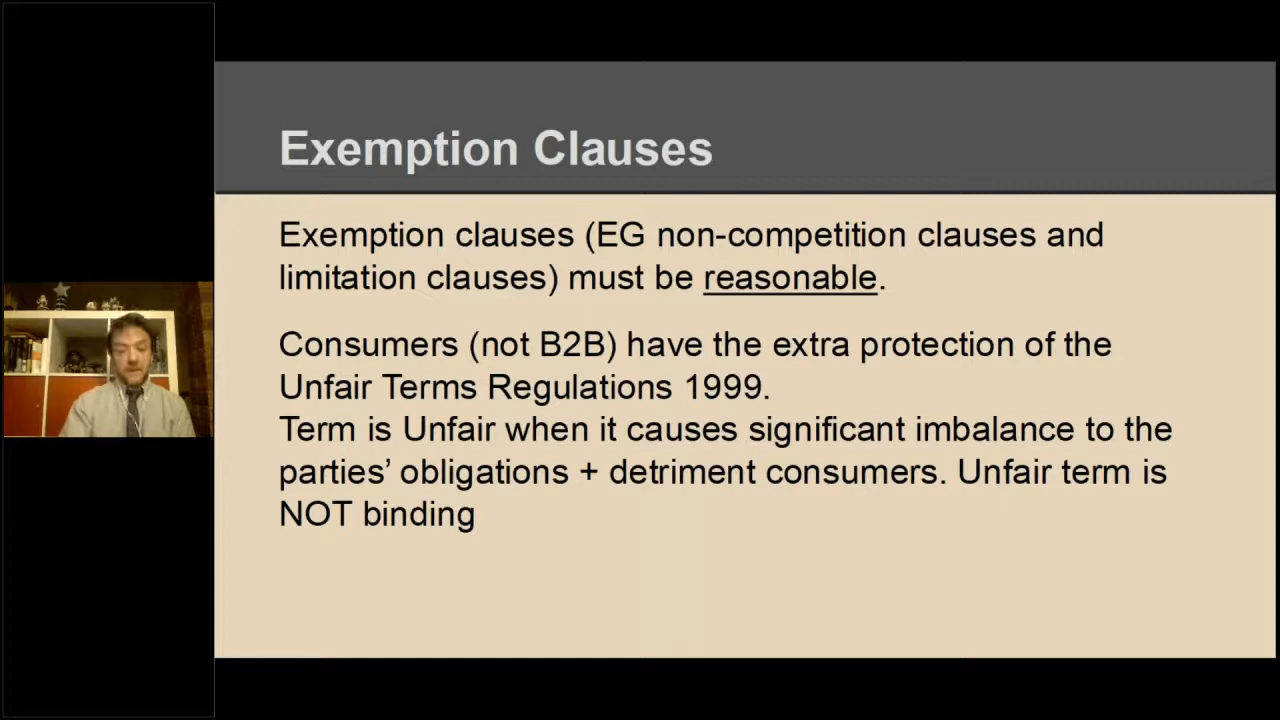 Exemption Clauses
Exemption clauses (EG non-competition clauses and
limitation clauses) must be reasonable.
Consumers (not B2B) have the extra protection of the
Unfair Terms Regulations 1999.
Term is Unfair when it causes significant imbalance to the
parties’ obligations + detriment consumers. Unfair term is
NOT binding